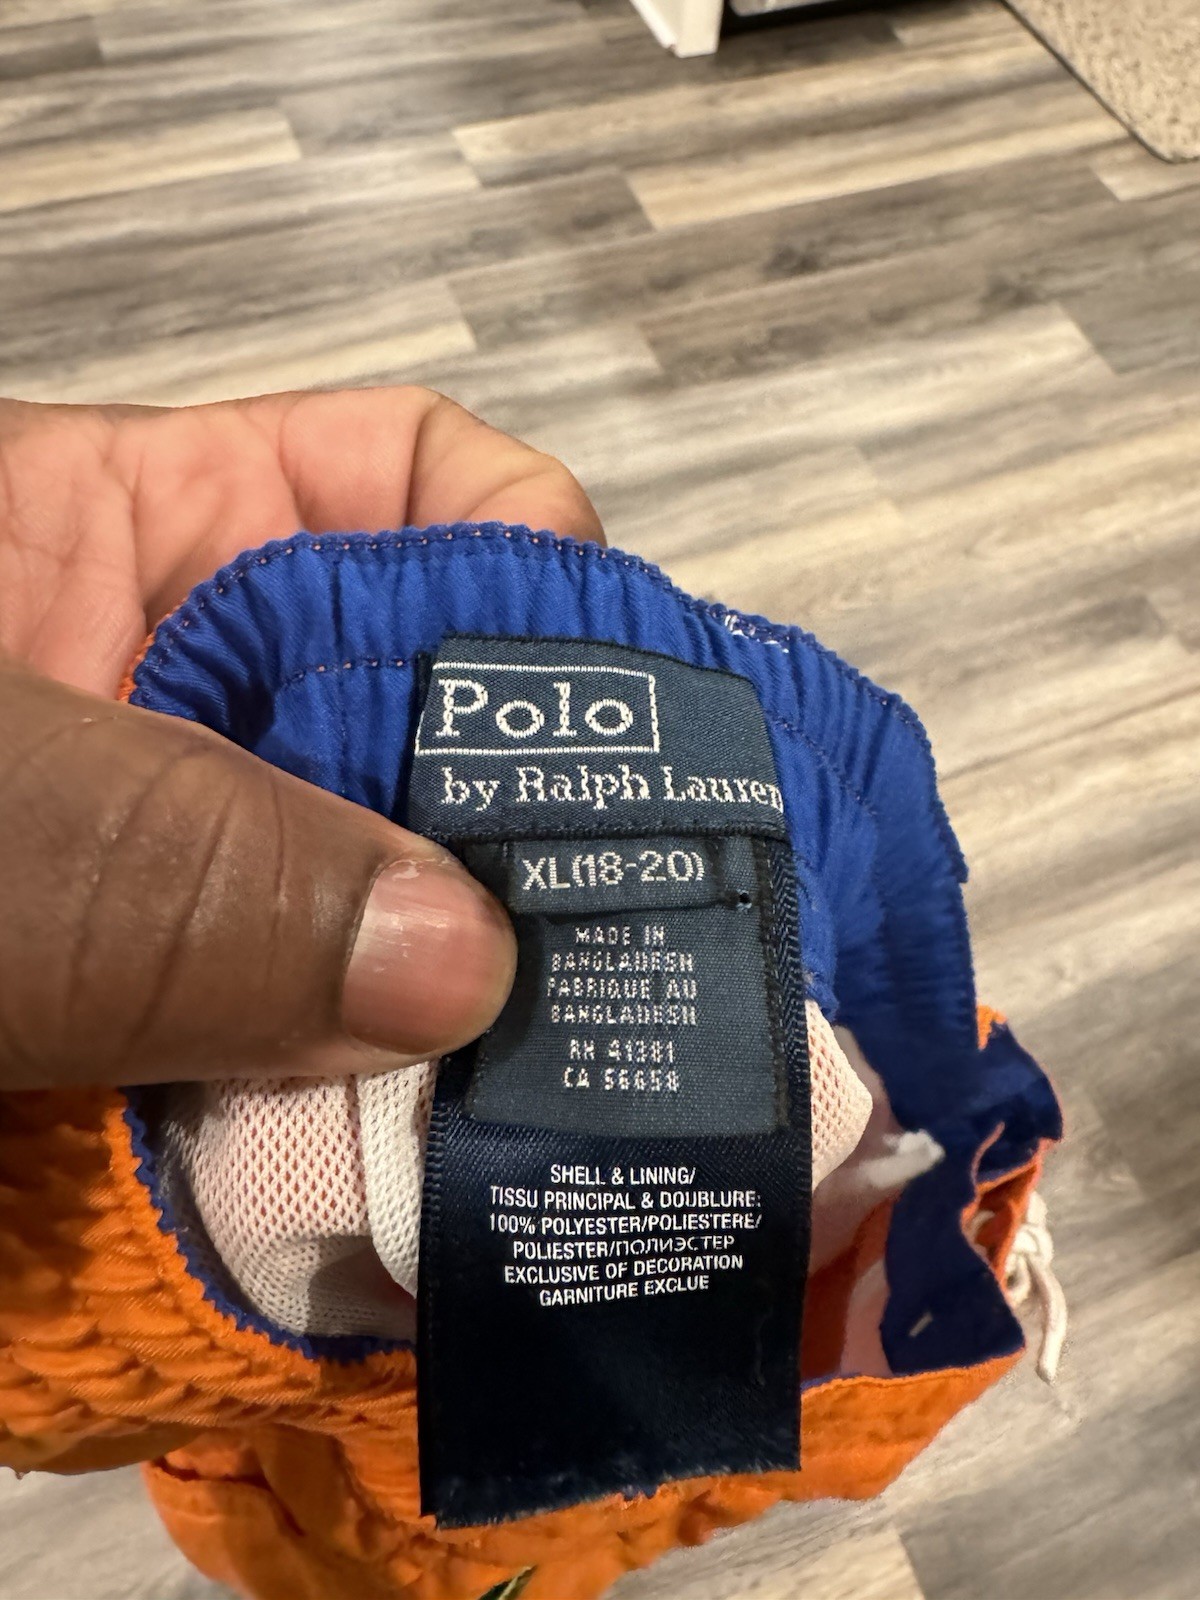 Polo
by Ralph Lauren
XL(18-20)
MADE IN
BANGLADESH
FABRIQUE AU
BANGLADESH
RN 41381
CA 56658
SHELL & LINING/
TISSU PRINCIPAL & DOUBLURE:
100% POLYESTER/POLIESTERE/
POLIESTER/ПОЛИЭСТЕР
EXCLUSIVE OF DECORATION
GARNITURE EXCLUE